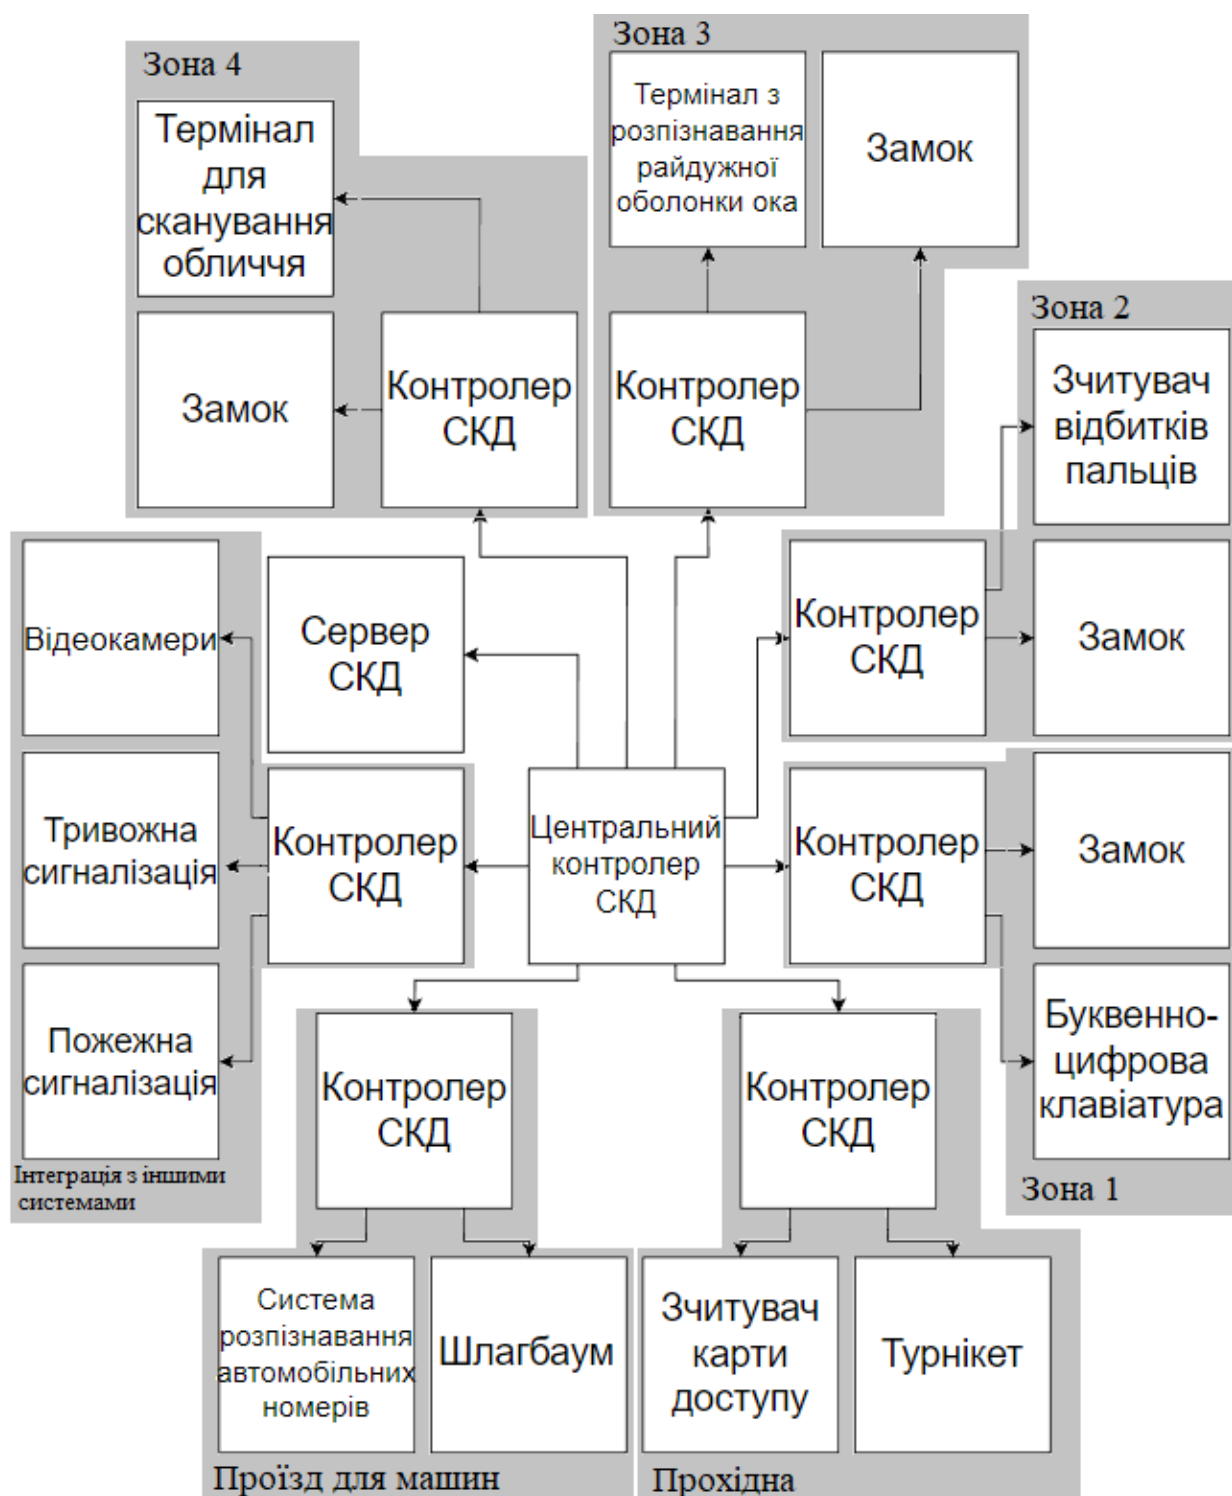 Зона 4
Термінал
для
сканування
обличчя
Замок
Контролер
СКД
Зона 3
Термінал з
розпізнавання
райдужної
оболонки ока
Замок
Контролер
СКД
Зона 2
Зчитувач
відбитків
пальців
Контролер
СКД
Замок
Відеокамери
Сервер
СКД
Тривожна
сигналізація
Контролер
СКД
Центральний
контролер
СКД
Контролер
СКД
Замок
Пожежна
сигналізація
Інтеграція з іншими
системами
Контролер
СКД
Контролер
СКД
Буквенно-
цифрова
клавіатура
Зона 1
Система
розпізнавання
автомобільних
номерів
Шлагбаум
Проїзд для машин
Зчитувач
карти
доступу
Турнікет
Прохідна